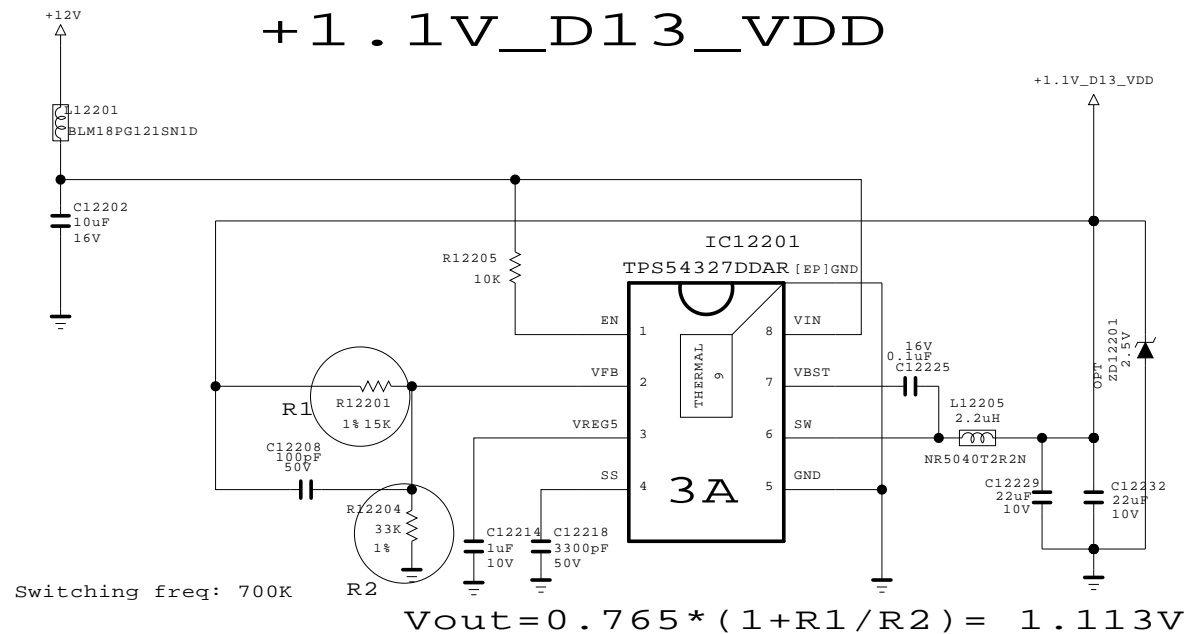 +12V
+1.1V_D13_VDD
+1.1V_D13_VDD
L12201
BLM18PG121SN1D
C12202
10uF
16V
R12205
10K
IC12201
TPS54327DDAR
[EP]GND
EN
1
VFB
2
VREG5
3
SS
4
THERMAL
9
3A
8
VIN
7
VBST
6
SW
5
GND
16V
0.1uF
C12225
L12205
2.2uH
NR5040T2R2N
OPT
ZD12201
2.5V
R1
R12201
1% 15K
C12208
100pF
50V
R12204
33K
1%
R2
C12214
1uF
10V
C12218
3300pF
50V
C12229
22uF
10V
C12232
22uF
10V
Switching freq: 700K
Vout=0.765*(1+R1/R2)= 1.113V